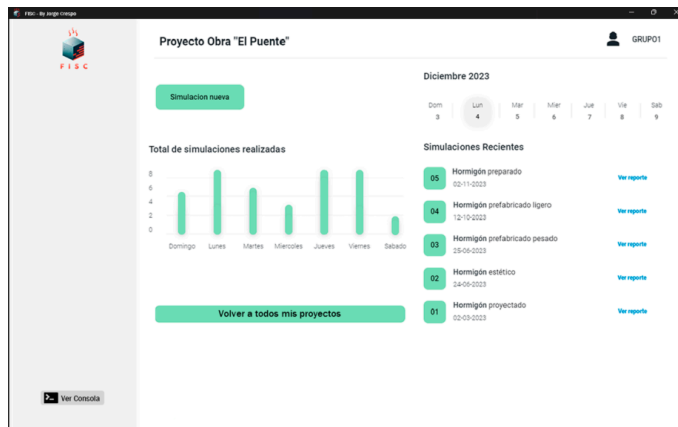 FISC - By Jorge Crespo
FISC
Proyecto Obra "El Puente"
GRUPO1
Simulacion nueva
Diciembre 2023
Dom Lun Mar Mier Jue Vie Sab
3 4 5 6 7 8 9
Total de simulaciones realizadas
8
6
4
2
0
Domingo Lunes Martes Miercoles Jueves Viernes Sabado
Volver a todos mis proyectos
Simulaciones Recientes
05 Hormigón preparado Ver reporte
02-11-2023
04 Hormigón prefabricado ligero Ver reporte
12-10-2023
03 Hormigón prefabricado pesado Ver reporte
25-06-2023
02 Hormigón estético Ver reporte
24-06-2023
01 Hormigón proyectado Ver reporte
02-03-2023
Ver Consola